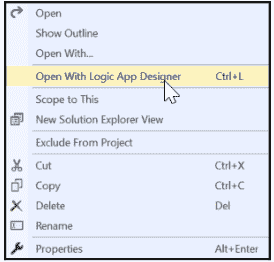 Open
Show Outline
Open With...
Open With Logic App Designer Ctrl+L
Scope to This
New Solution Explorer View
Exclude From Project
Cut Ctrl+X
Copy Ctrl+C
Delete Del
Rename
Properties Alt+Enter